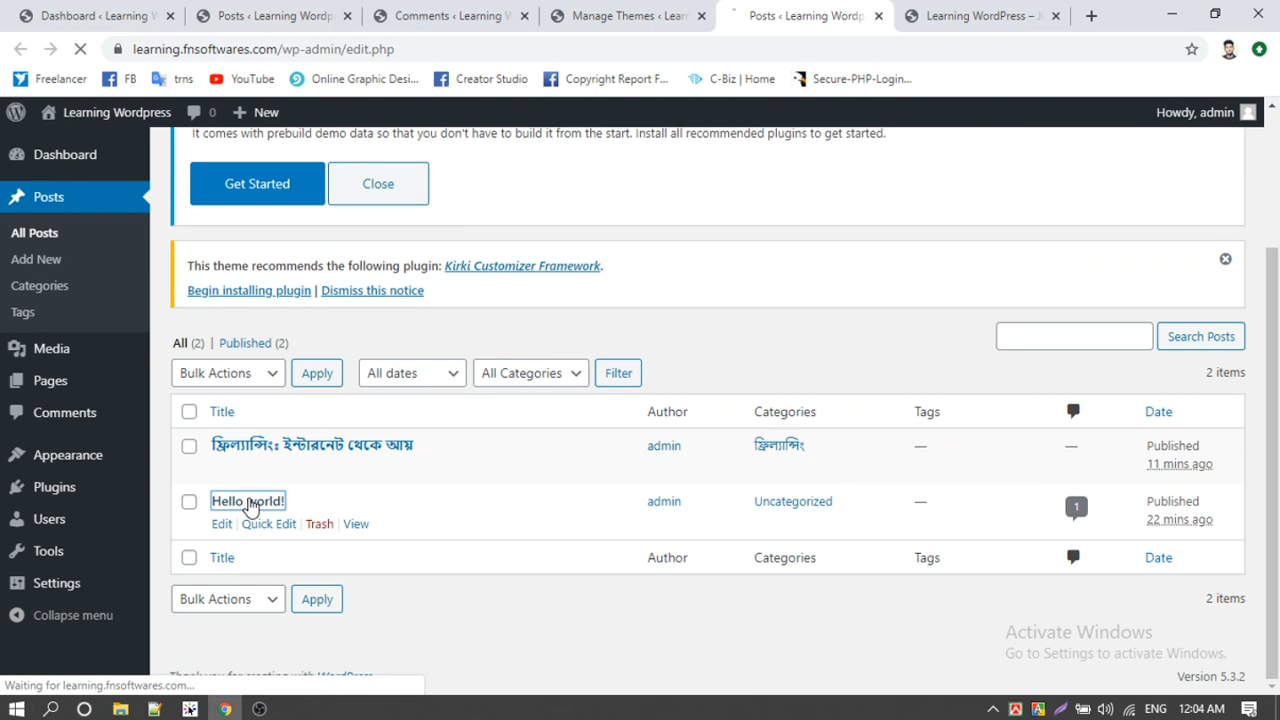 Dashboard ‹ Learning W
Posts ‹ Learning Wordp
Comments ‹ Learning W
Manage Themes ‹ Lear
Posts ‹ Learning Wordp
Learning WordPress – J
learning.fnsoftwares.com/wp-admin/edit.php
Freelancer
FB
trns
YouTube
Online Graphic Desi...
Creator Studio
Copyright Report F...
C-Biz | Home
Secure-PHP-Login...
Learning Wordpress
0
New
Howdy, admin
It comes with prebuild demo data so that you don't have to build it from the start. Install all recommended plugins to get started.
Get Started
Close
Dashboard
Posts
All Posts
Add New
Categories
Tags
Media
Pages
Comments
Appearance
Plugins
Users
Tools
Settings
Collapse menu
This theme recommends the following plugin: Kirki Customizer Framework.
Begin installing plugin | Dismiss this notice
All (2) | Published (2)
Search Posts
Bulk Actions
Apply
All dates
All Categories
Filter
2 items
Title Author Categories Tags Date
ফ্রিল্যান্সিংঃ ইন্টারনেট থেকে আয় admin ফ্রিল্যান্সিং — — Published
11 mins ago
Hello world! admin Uncategorized — 1 Published
Edit | Quick Edit | Trash | View 22 mins ago
Title Author Categories Tags Date
Bulk Actions
Apply
2 items
Activate Windows
Go to Settings to activate Windows.
Thank you for creating with WordPress
Version 5.3.2
Waiting for learning.fnsoftwares.com...
ENG
12:04 AM